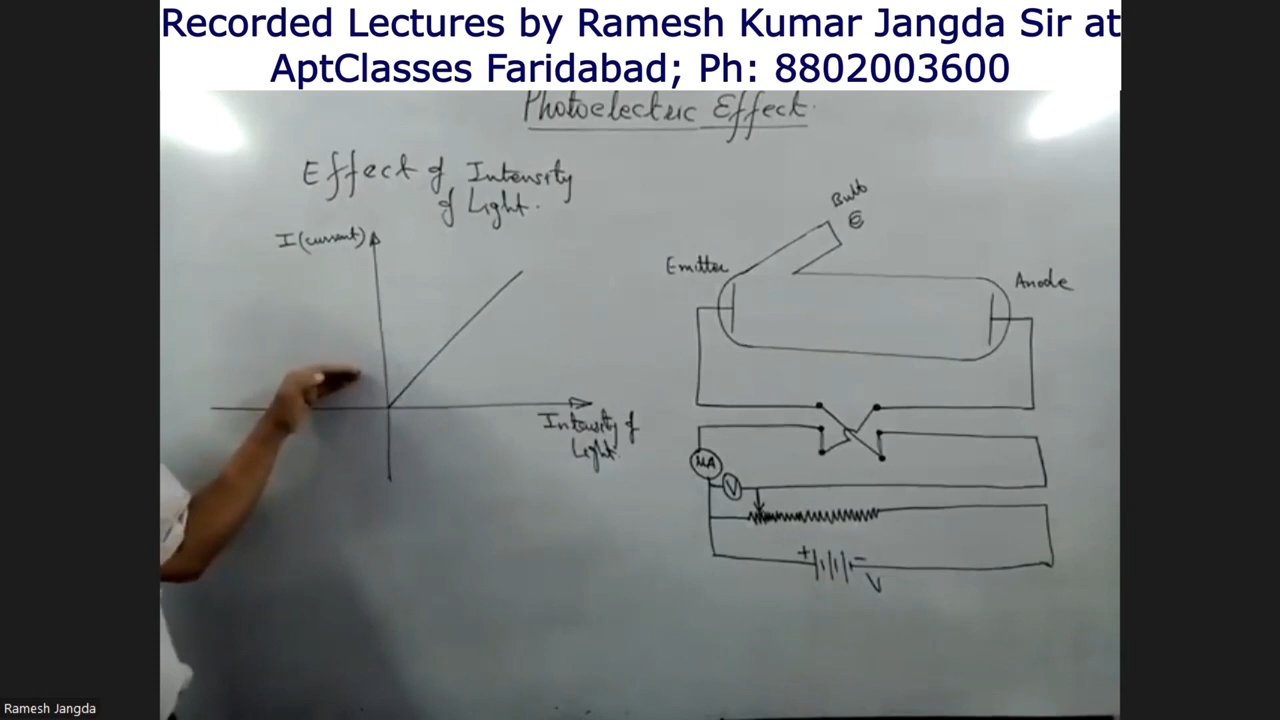 Recorded Lectures by Ramesh Kumar Jangda Sir at
AptClasses Faridabad; Ph: 8802003600
Photoelectric Effect.
Effect of Intensity
of Light.
I (current)
Intensity of
Light.
Bulb
Emitter
Anode
MA
V
+
-
V
Ramesh Jangda